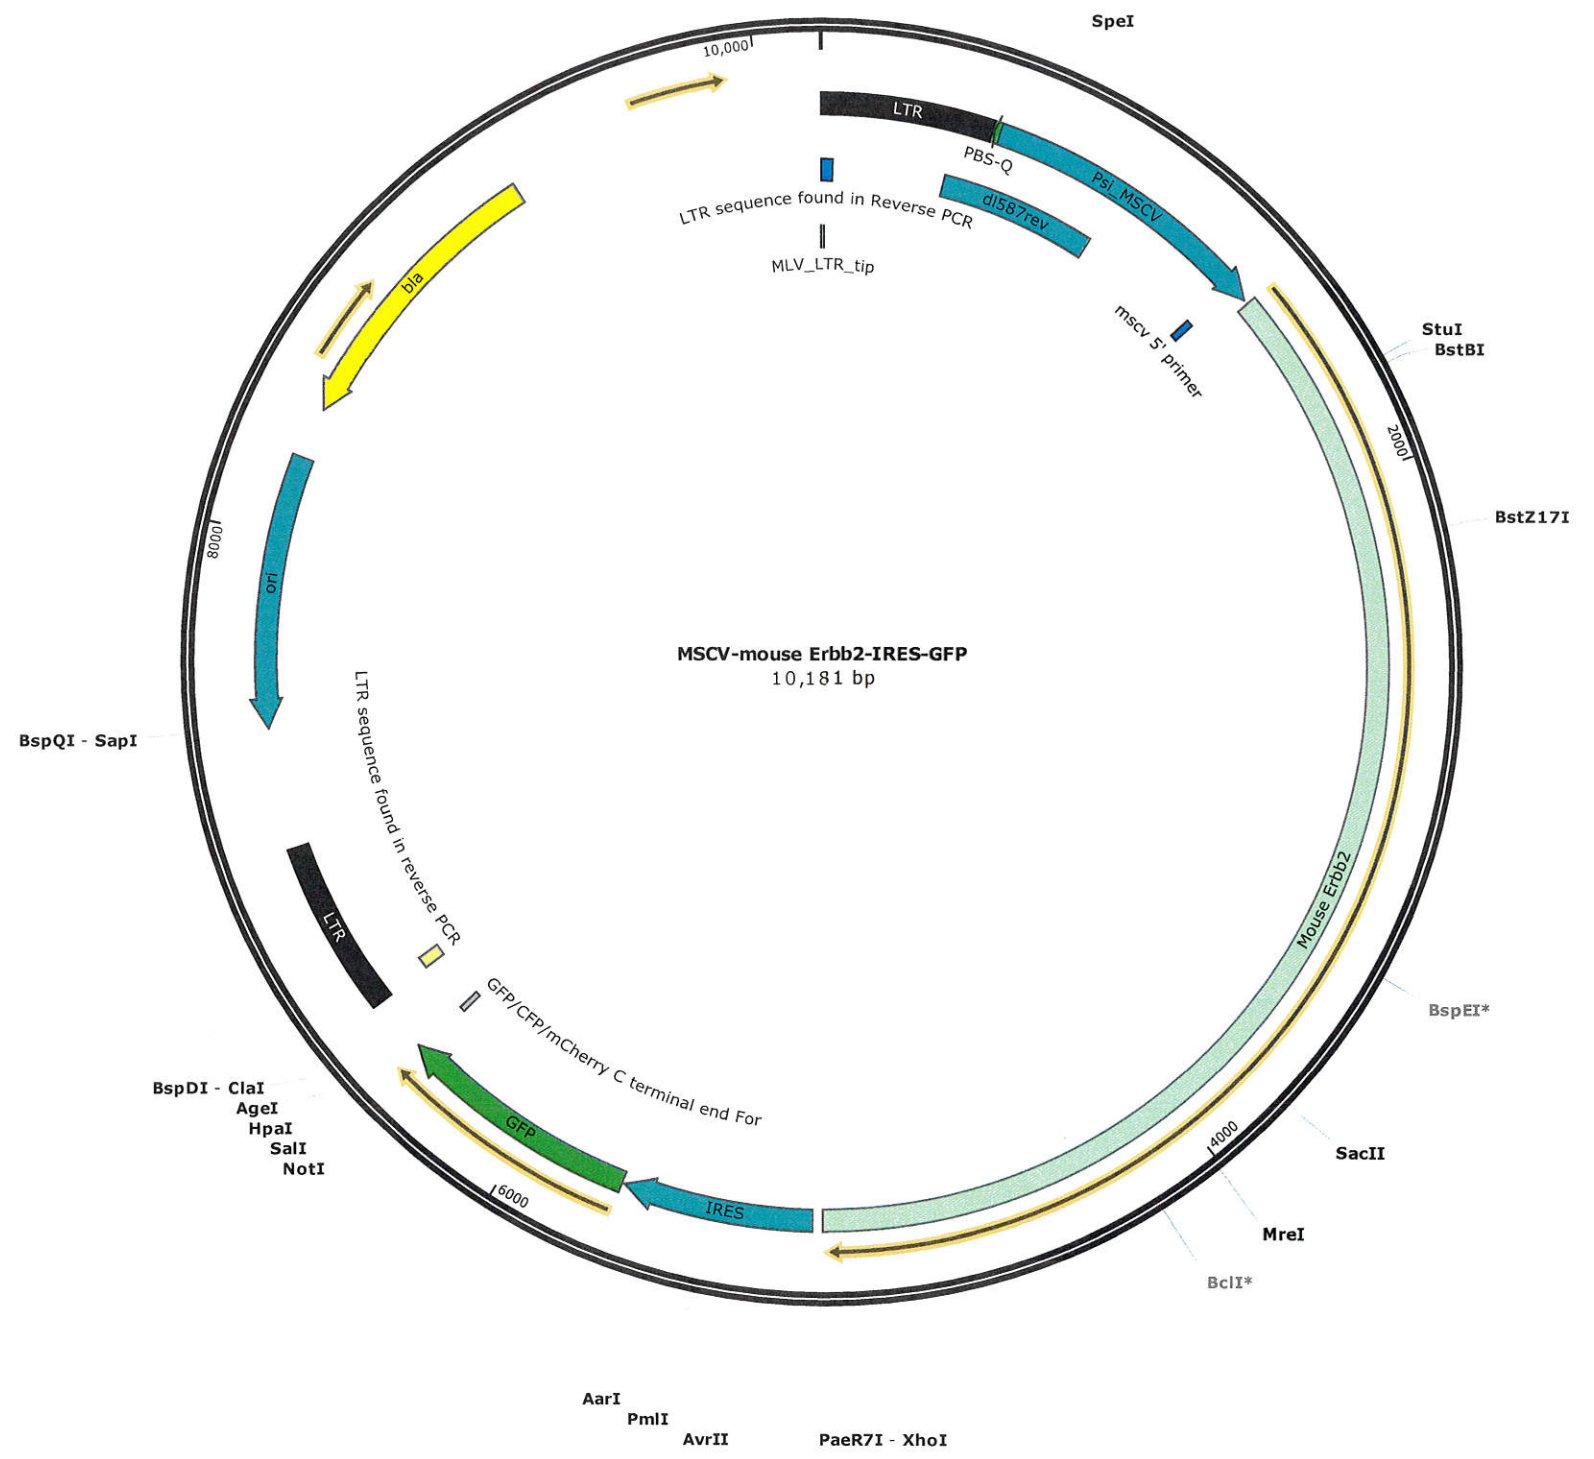 SpeI
10,000
LTR
PBS-Q
Psi_MSCV
LTR sequence found in Reverse PCR
dl587rev
MLV_LTR_tip
bla
mscv 5' primer
StuI
BstBI
2000
BstZ17I
8000
ori
MSCV-mouse Erbb2-IRES-GFP
10,181 bp
BspQI - SapI
LTR sequence found in reverse PCR
Mouse Erbb2
LTR
GFP/CFP/mCherry C terminal end For
BspEI*
BspDI - ClaI
AgeI
HpaI
SalI
NotI
GFP
4000
SacII
6000
IRES
MreI
BclI*
AarI
PmlI
AvrII
PaeR7I - XhoI